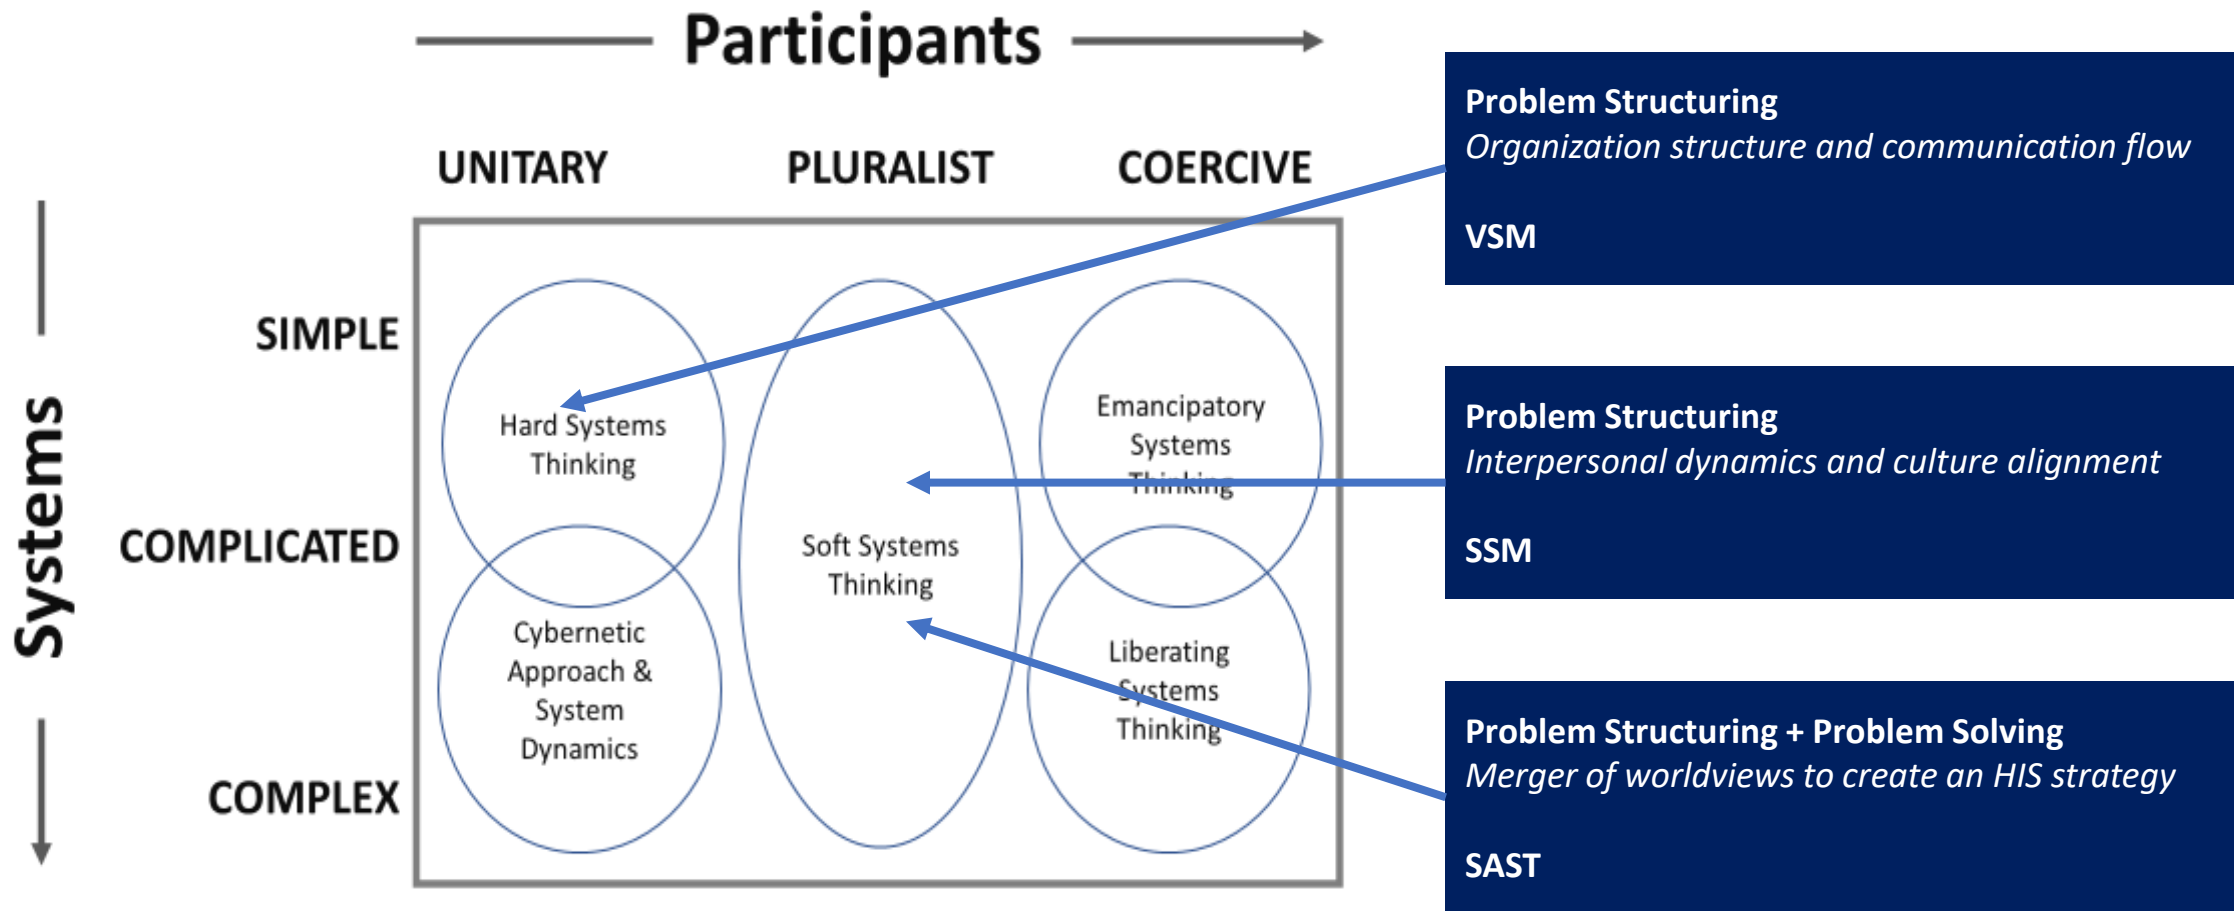 Participants
UNITARY
PLURALIST
COERCIVE
Systems
SIMPLE
COMPLICATED
COMPLEX
Hard Systems
Thinking
Cybernetic
Approach &
System
Dynamics
Soft Systems
Thinking
Emancipatory
Systems
Thinking
Liberating
Systems
Thinking
Problem Structuring
Organization structure and communication flow
VSM
Problem Structuring
Interpersonal dynamics and culture alignment
SSM
Problem Structuring + Problem Solving
Merger of worldviews to create an HIS strategy
SAST